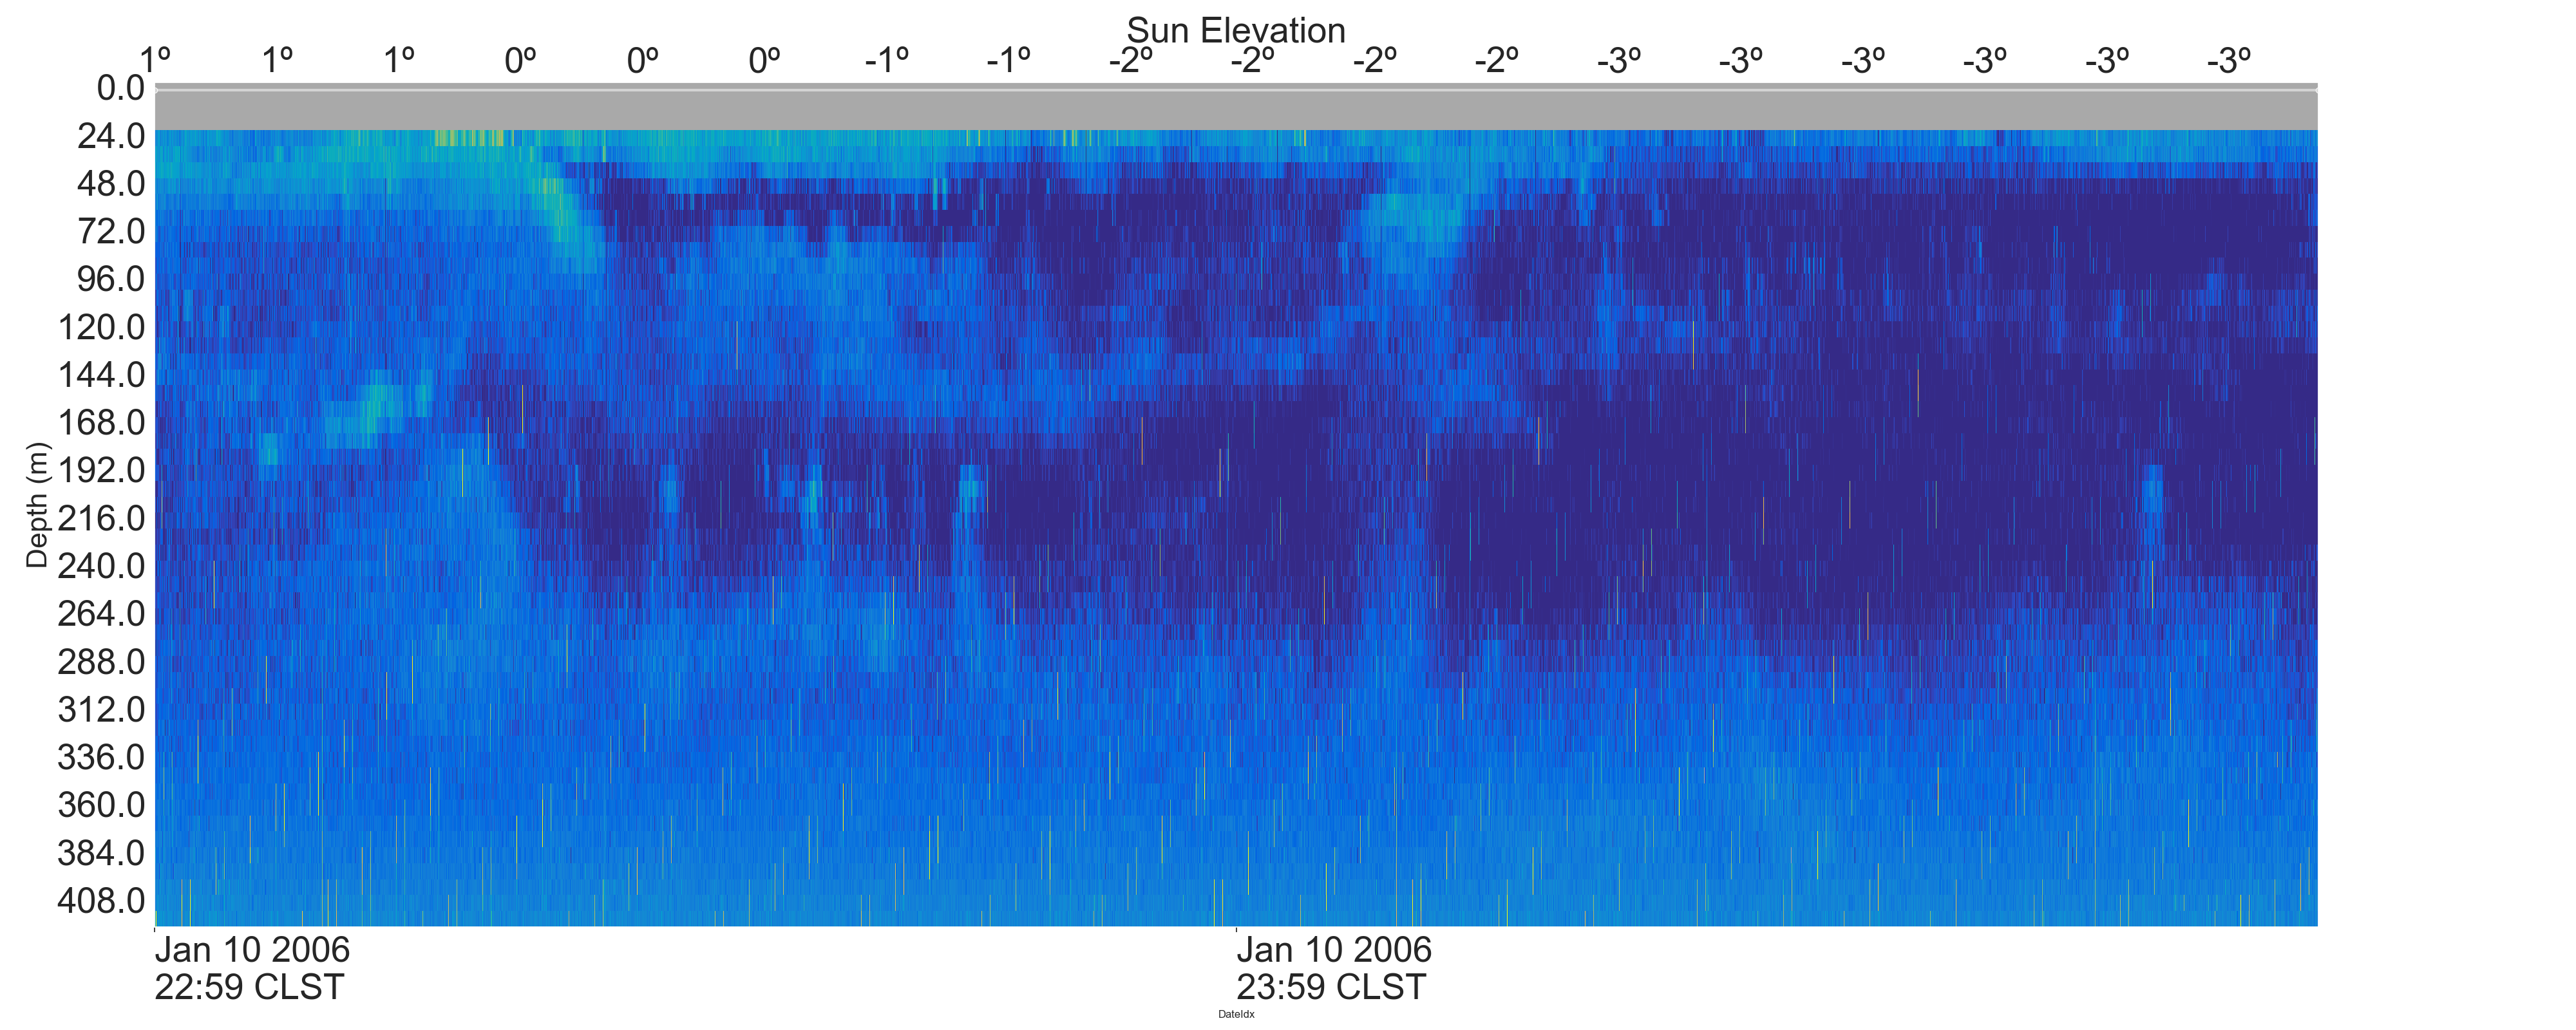 Sun Elevation
1º 1º 1º 0º 0º 0º -1º -1º -2º -2º -2º -2º -3º -3º -3º -3º -3º -3º
0.0
24.0
48.0
72.0
96.0
120.0
144.0
168.0
192.0
216.0
240.0
264.0
288.0
312.0
336.0
360.0
384.0
408.0
Depth (m)
Jan 10 2006
22:59 CLST
Jan 10 2006
23:59 CLST
DateIdx